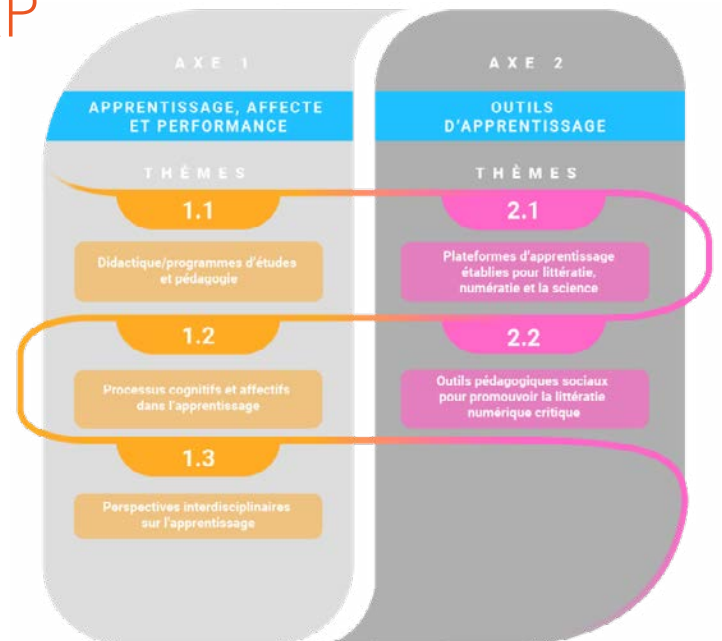 P
AXE 1
APPRENTISSAGE, AFFECTE
ET PERFORMANCE
THÈMES
1.1
Didactique/programmes d'études
et pédagogie
1.2
Processus cognitifs et affectifs
dans l'apprentissage
1.3
Perspectives interdisciplinaires
sur l'apprentissage
AXE 2
OUTILS
D'APPRENTISSAGE
THÈMES
2.1
Plateformes d'apprentissage
établies pour littératie,
numératie et la science
2.2
Outils pédagogiques sociaux
pour promouvoir la littératie
numérique critique